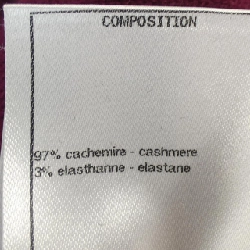 COMPOSITION
97% cachemire - cashmere
3% elasthanne - elastane